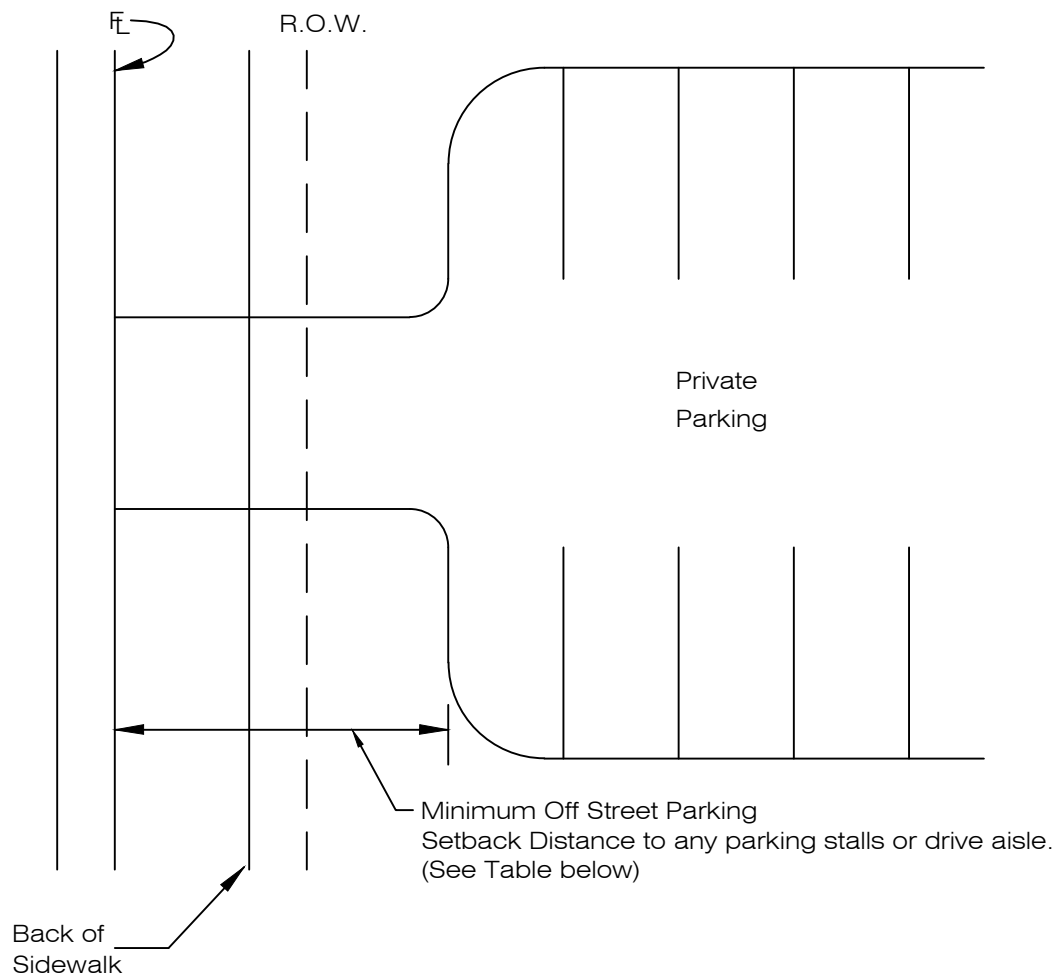 FL
R.O.W.
Private
Parking
Minimum Off Street Parking
Setback Distance to any parking stalls or drive aisle.
(See Table below)
Back of
Sidewalk